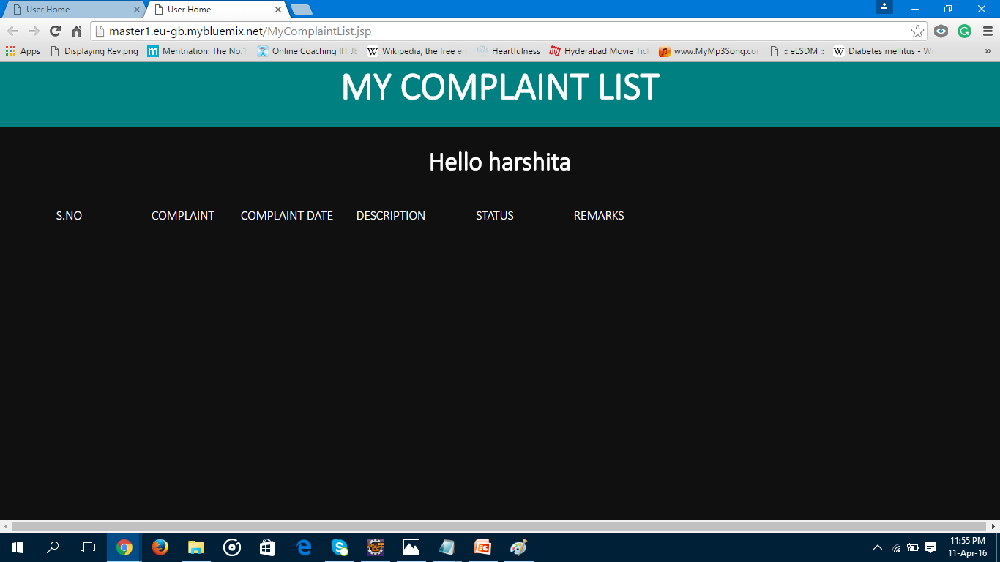 User Home
User Home
master1.eu-gb.mybluemix.net/MyComplaintList.jsp
Apps Displaying Rev.png Meritnation: The No.1 Online Coaching IIT JE Wikipedia, the free en Heartfulness Hyderabad Movie Tick www.MyMp3Song.com :: eLSDM :: Diabetes mellitus - Wi
MY COMPLAINT LIST
Hello harshita
S.NO COMPLAINT COMPLAINT DATE DESCRIPTION STATUS REMARKS
11:55 PM
11-Apr-16